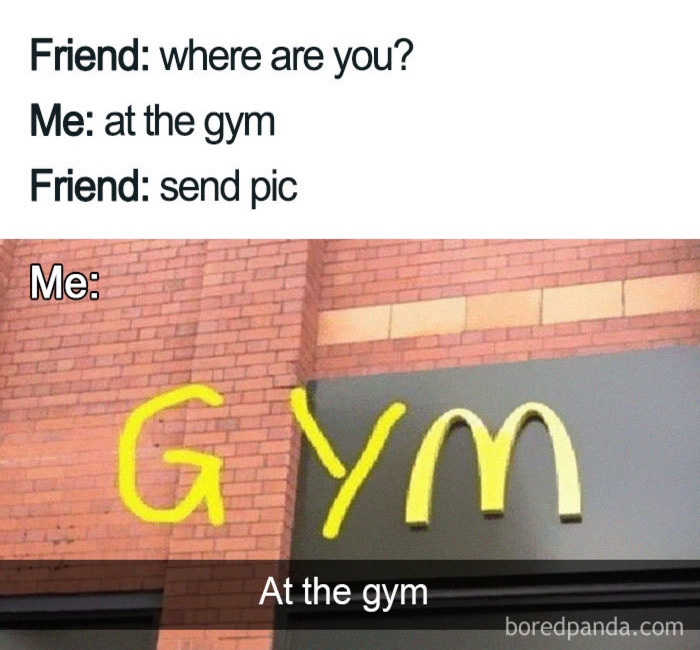 Friend: where are you?
Me: at the gym
Friend: send pic
Me:
GYM
At the gym
boredpanda.com